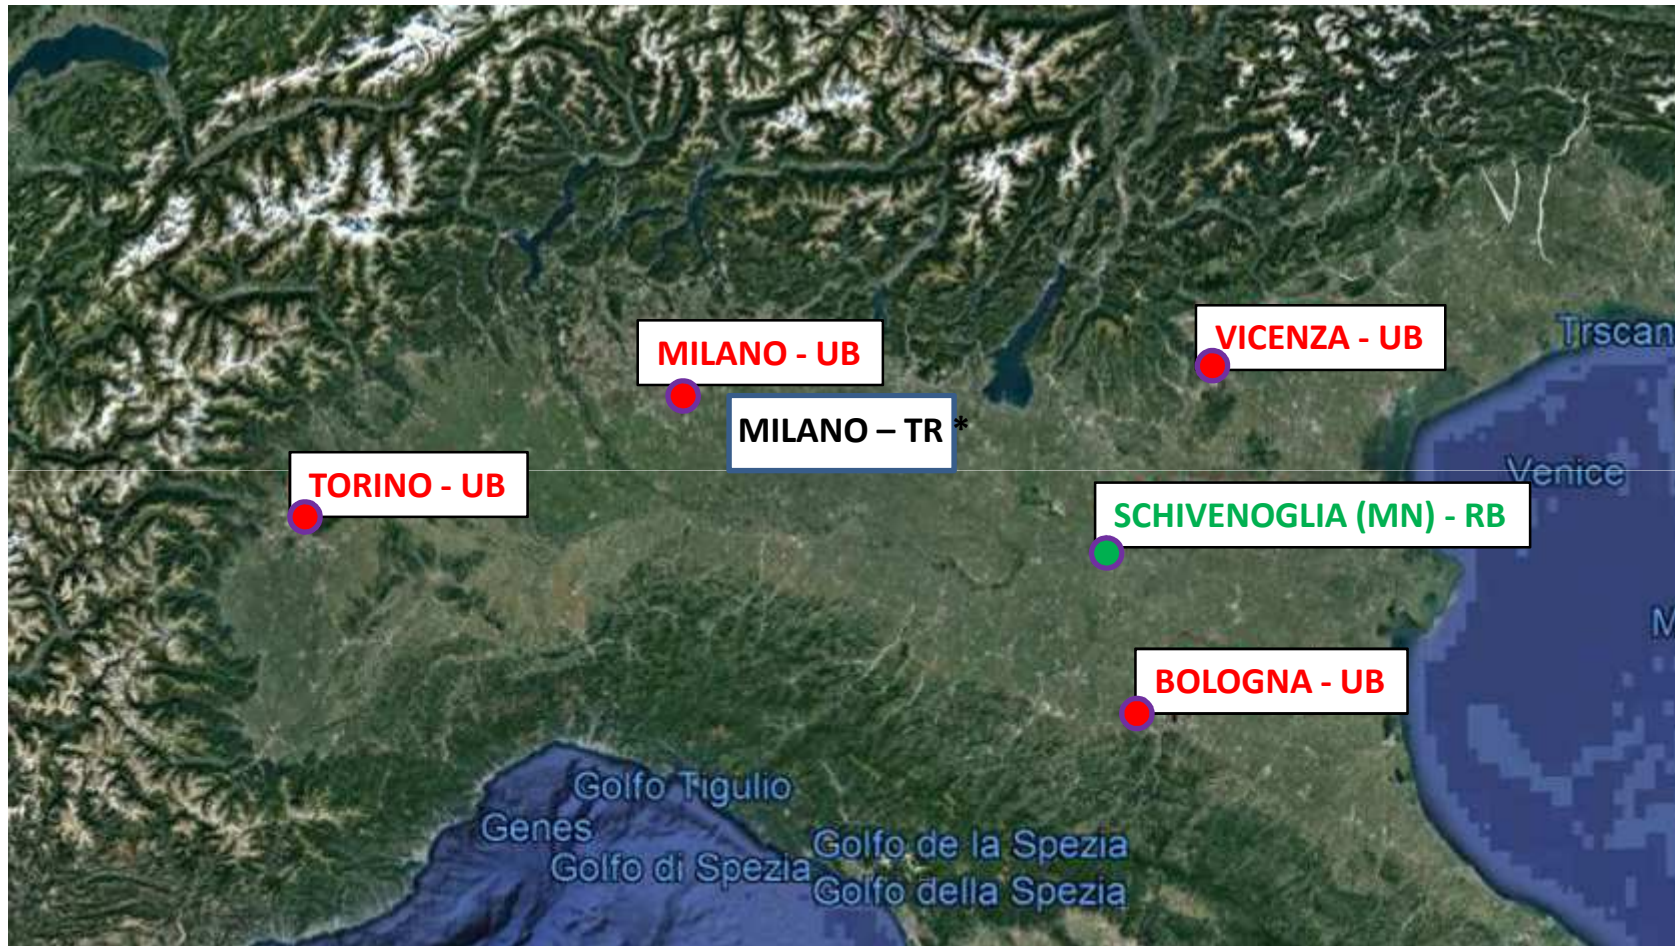 MILANO - UB
VICENZA - UB
Trscan
MILANO – TR *
TORINO - UB
Venice
SCHIVENOGLIA (MN) - RB
M
BOLOGNA - UB
Golfo Tigulio
Genes
Golfo di Spezia
Golfo de la Spezia
Golfo della Spezia